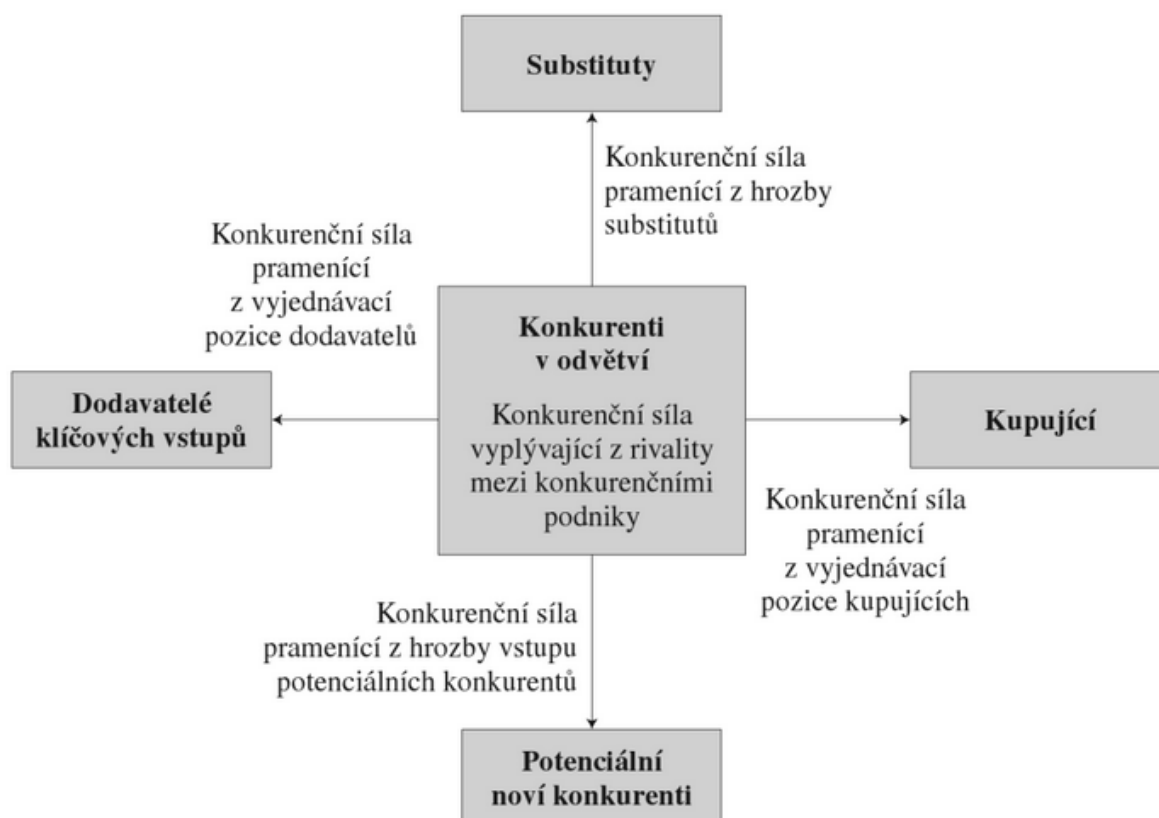 Substituty
Konkurenční síla
pramenící z hrozby
substitutů
Konkurenční síla
pramenící
z vyjednávací
pozice dodavatelů
Konkurenti
v odvětví
Konkurenční síla
vyplývající z rivality
mezi konkurenčními
podniky
Dodavatelé
klíčových vstupů
Kupující
Konkurenční síla
pramenící
z vyjednávací
pozice kupujících
Konkurenční síla
pramenící z hrozby vstupu
potenciálních konkurentů
Potenciální
noví konkurenti